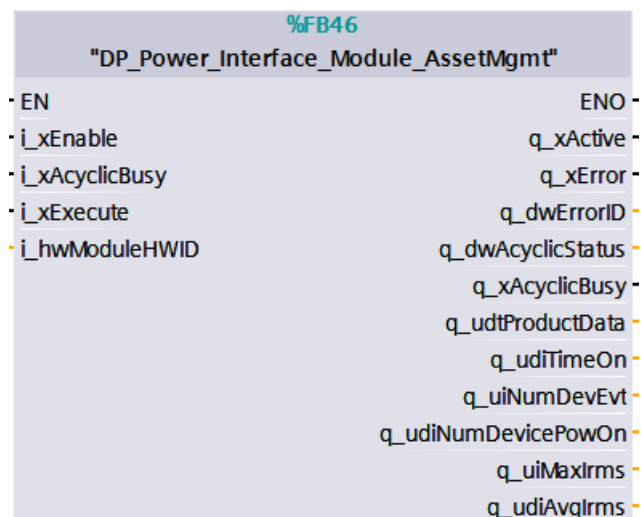 %FB46
"DP_Power_Interface_Module_AssetMgmt"
EN ENO
i_xEnable q_xActive
i_xAcyclicBusy q_xError
i_xExecute q_dwErrorID
i_hwModuleHWID q_dwAcyclicStatus
q_xAcyclicBusy
q_udtProductData
q_udiTimeOn
q_uiNumDevEvt
q_udiNumDevicePowOn
q_uiMaxIrms
q_udiAvgIrms